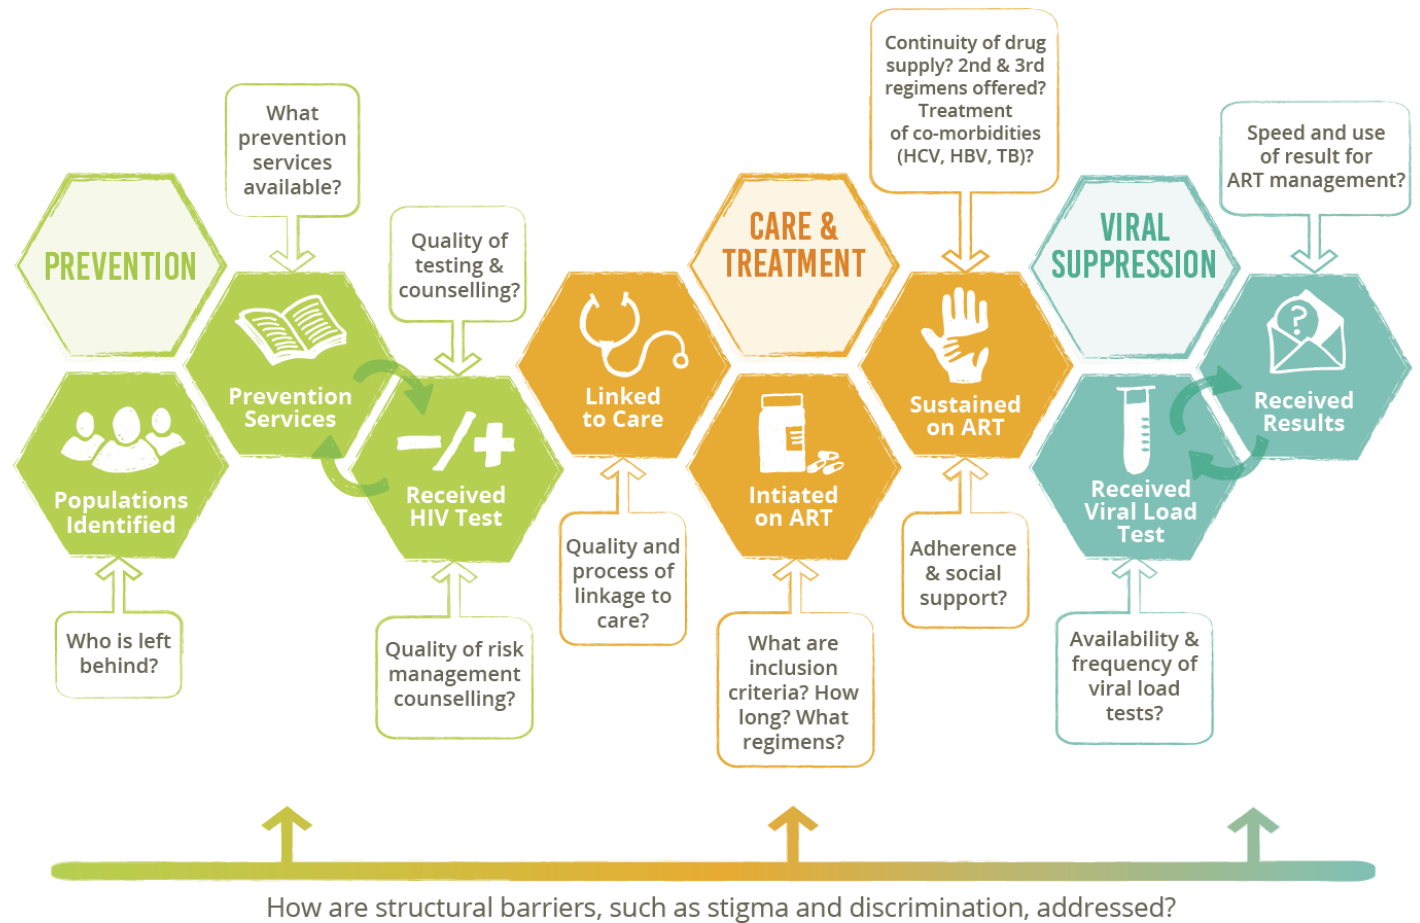 Continuity of drug
supply? 2nd & 3rd
regimens offered?
Treatment
of co-morbidities
(HCV, HBV, TB)?
What
prevention
services
available?
Speed and use
of result for
ART management?
Quality of
testing &
counselling?
PREVENTION
CARE &
TREATMENT
VIRAL
SUPPRESSION
?
Populations
Identified
Prevention
Services
Received
HIV Test
Linked
to Care
Intiated
on ART
Sustained
on ART
Received
Viral Load
Test
Received
Results
Who is left
behind?
Quality of risk
management
counselling?
Quality and
process of
linkage to
care?
What are
inclusion
criteria? How
long? What
regimens?
Adherence
& social
support?
Availability &
frequency of
viral load
tests?
How are structural barriers, such as stigma and discrimination, addressed?